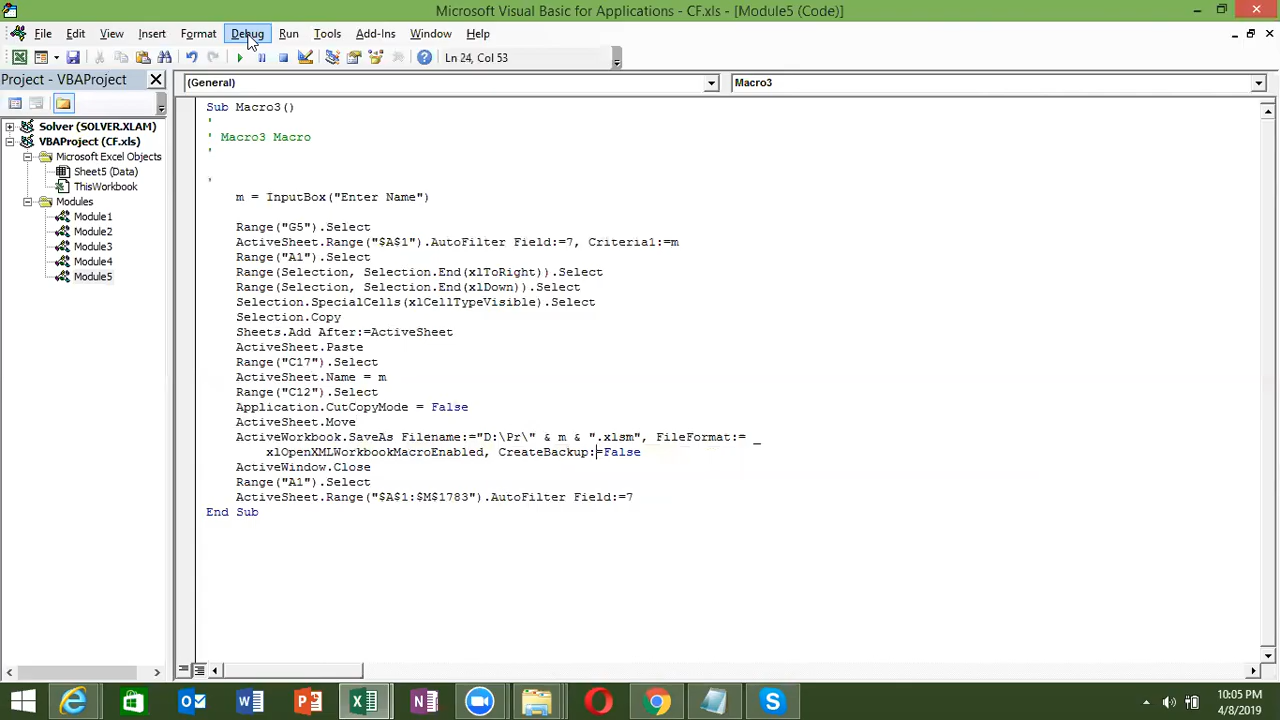 Microsoft Visual Basic for Applications - CF.xls - [Module5 (Code)]
File Edit View Insert Format Debug Run Tools Add-Ins Window Help
Ln 24, Col 53
Project - VBAProject
(General)
Macro3
Solver (SOLVER.XLAM)
VBAProject (CF.xls)
Microsoft Excel Objects
Sheet5 (Data)
ThisWorkbook
Modules
Module1
Module2
Module3
Module4
Module5
Sub Macro3()
'
' Macro3 Macro
'
'
m = InputBox("Enter Name")
Range("G5").Select
ActiveSheet.Range("$A$1").AutoFilter Field:=7, Criteria1:=m
Range("A1").Select
Range(Selection, Selection.End(xlToRight)).Select
Range(Selection, Selection.End(xlDown)).Select
Selection.SpecialCells(xlCellTypeVisible).Select
Selection.Copy
Sheets.Add After:=ActiveSheet
ActiveSheet.Paste
Range("C17").Select
ActiveSheet.Name = m
Range("C12").Select
Application.CutCopyMode = False
ActiveSheet.Move
ActiveWorkbook.SaveAs Filename:="D:\Pr\" & m & ".xlsm", FileFormat:= _
xlOpenXMLWorkbookMacroEnabled, CreateBackup:=False
ActiveWindow.Close
Range("A1").Select
ActiveSheet.Range("$A$1:$M$1783").AutoFilter Field:=7
End Sub
10:05 PM
4/8/2019